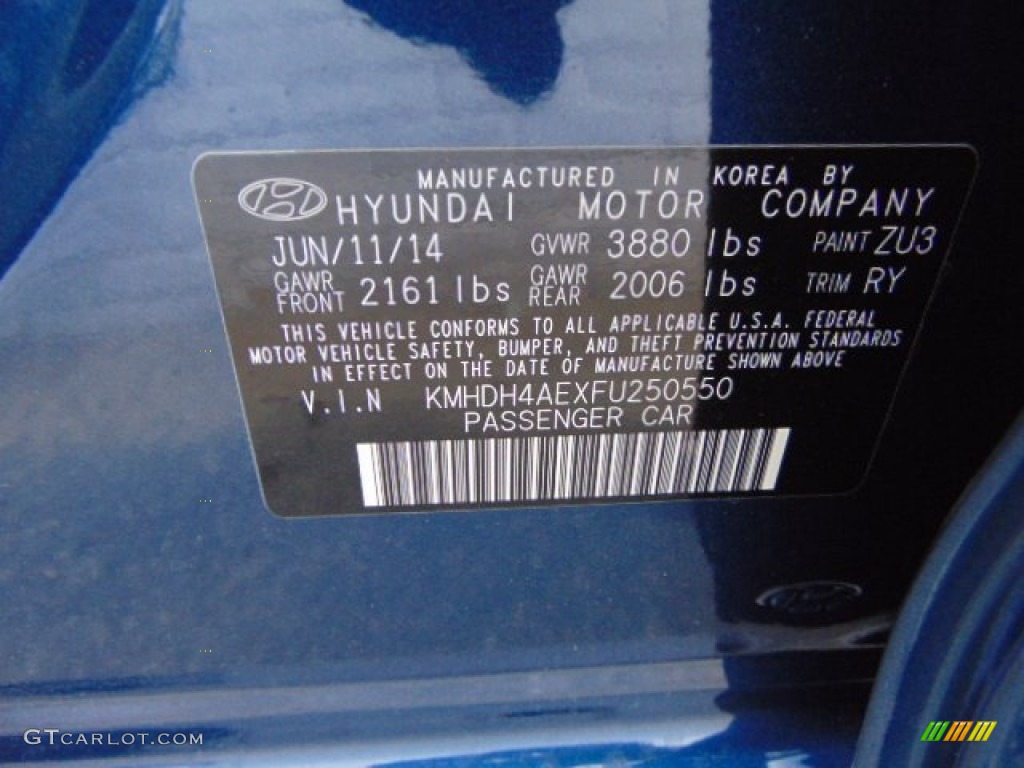 MANUFACTURED IN KOREA BY
HYUNDAI MOTOR COMPANY
JUN/11/14 GVWR 3880 lbs PAINT ZU3
GAWR FRONT 2161 lbs GAWR REAR 2006 lbs TRIM RY
THIS VEHICLE CONFORMS TO ALL APPLICABLE U.S.A. FEDERAL
MOTOR VEHICLE SAFETY, BUMPER, AND THEFT PREVENTION STANDARDS
IN EFFECT ON THE DATE OF MANUFACTURE SHOWN ABOVE
V.I.N KMHDH4AEXFU250550
PASSENGER CAR
GTCARLOT.COM